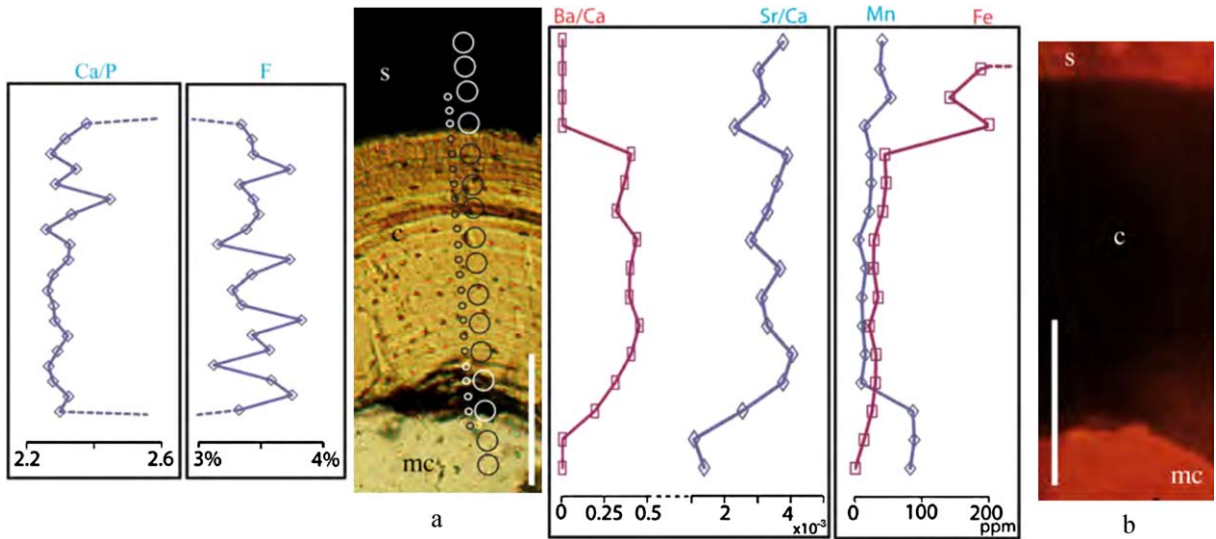 Ba/Ca Sr/Ca Mn Fe
Ca/P F
s s
c c
mc mc
2.2 2.6 3% 4%
0 0.25 0.5 2 4 0 100 200
x10⁻³ ppm
a b